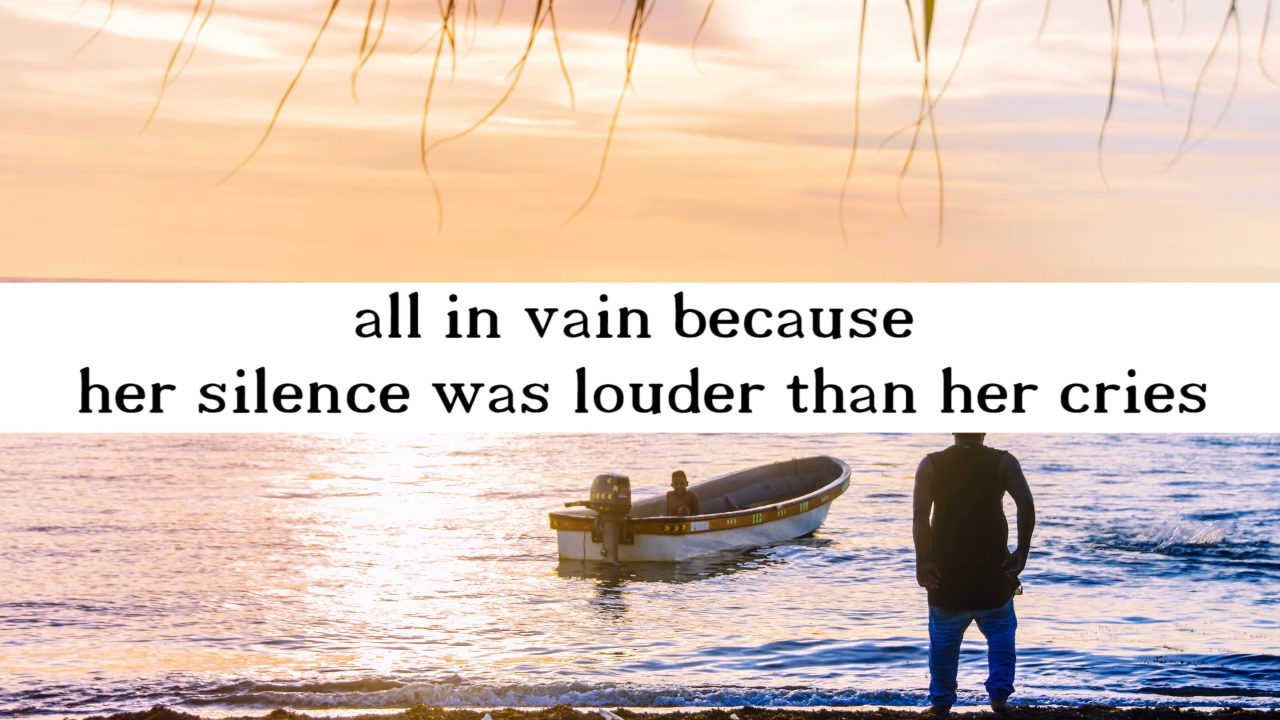 all in vain because
her silence was louder than her cries